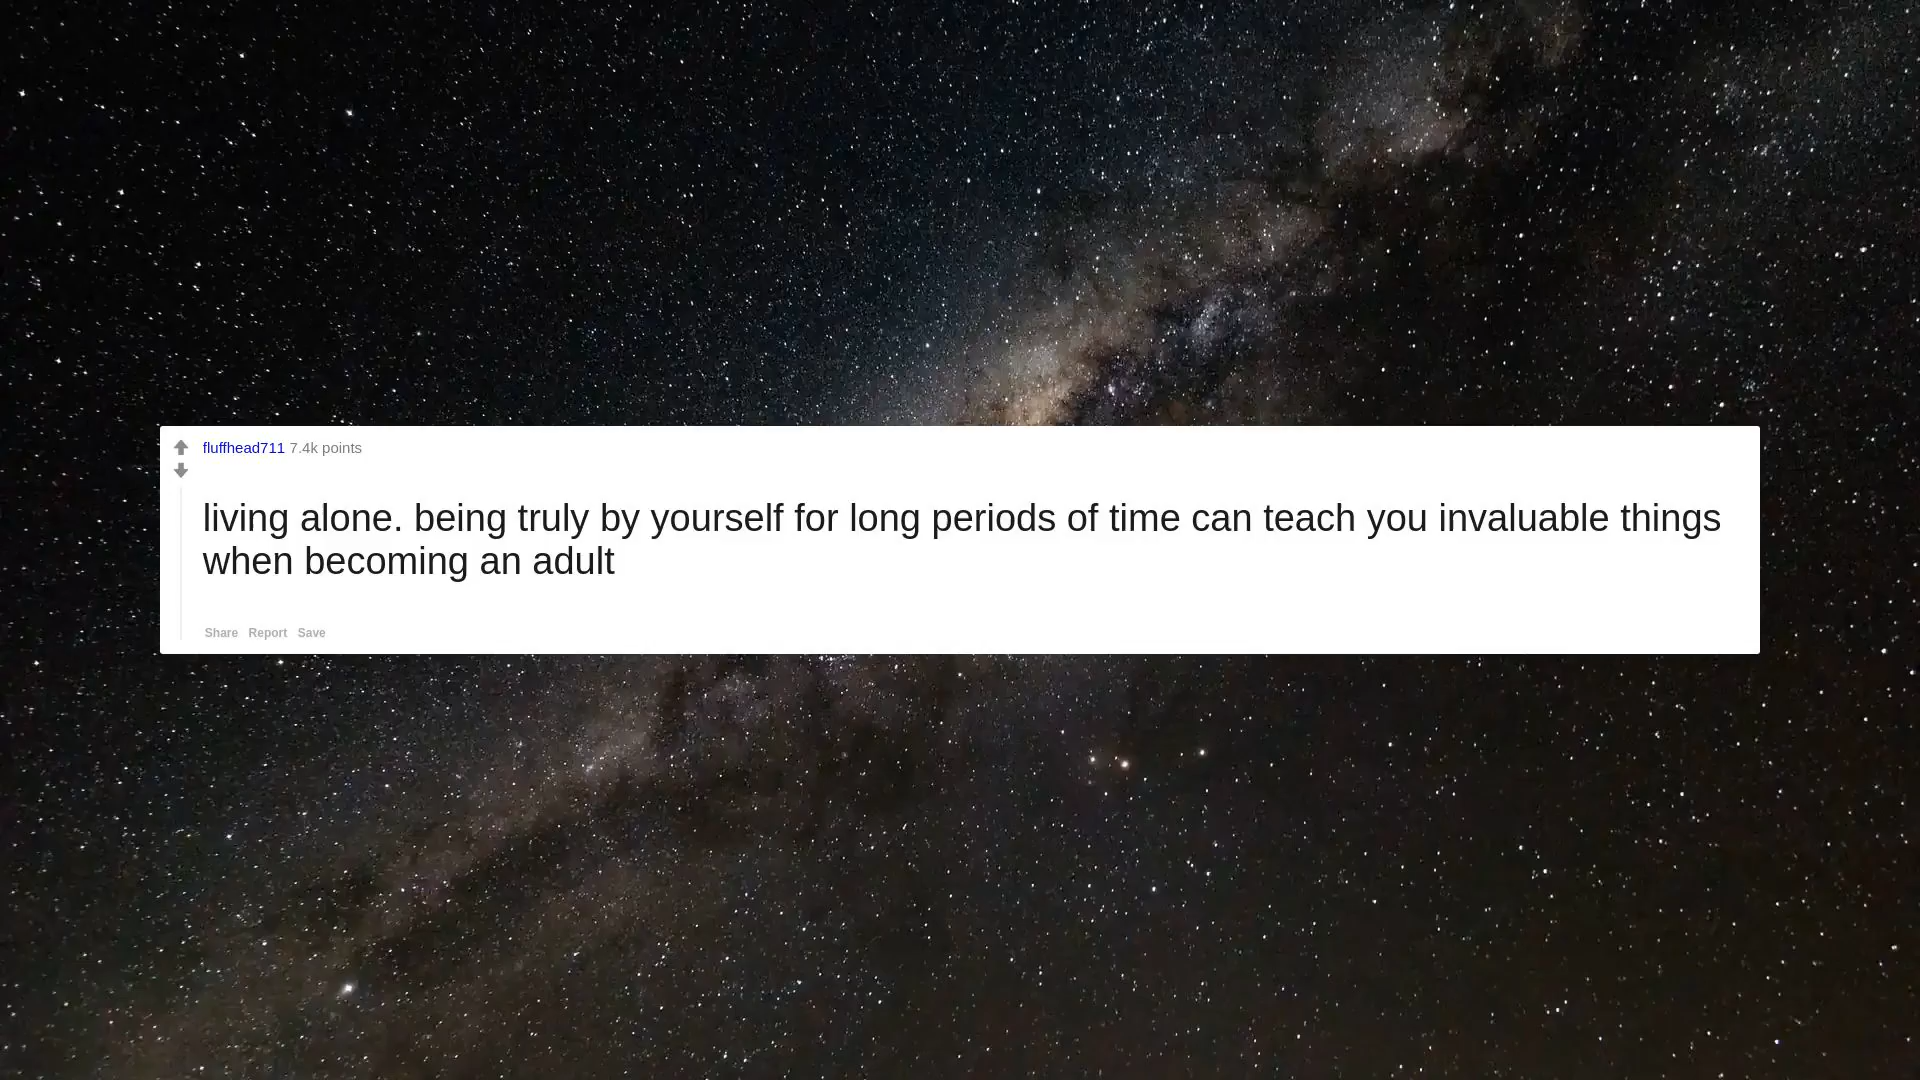 fluffhead711 7.4k points
living alone. being truly by yourself for long periods of time can teach you invaluable things
when becoming an adult
Share Report Save